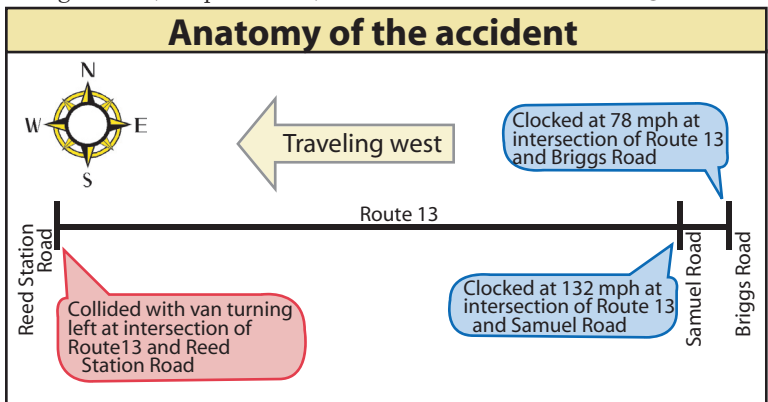 Anatomy of the accident
N
W
E
S
Traveling west
Clocked at 78 mph at
intersection of Route 13
and Briggs Road
Route 13
Reed Station
Road
Samuel Road
Briggs Road
Collided with van turning
left at intersection of
Route13 and Reed
Station Road
Clocked at 132 mph at
intersection of Route 13
and Samuel Road